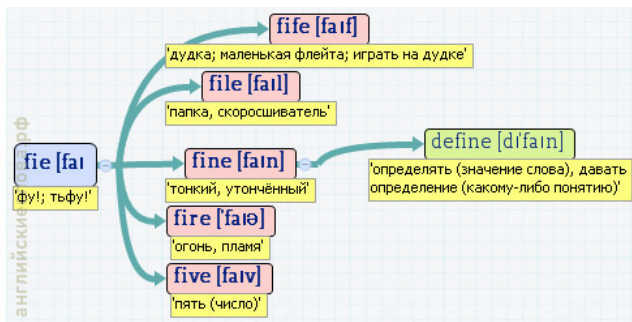 fife [faɪf]
'дудка; маленькая флейта; играть на дудке'
file [faɪl]
'папка, скоросшиватель'
fie [faɪ
'фу!; тьфу!'
fine [faɪn]
'тонкий, утончённый'
define [dɪ'faɪn]
'определять (значение слова), давать
определение (какому-либо понятию)'
fire ['faɪə]
'огонь, пламя'
five [faɪv]
'пять (число)'